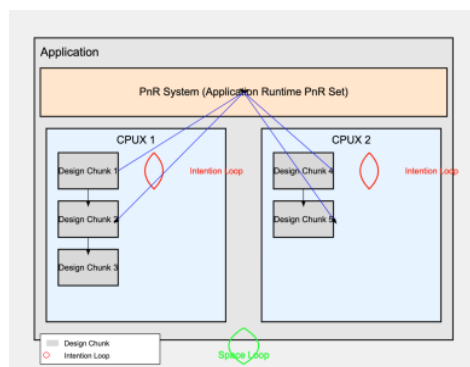 Application
PnR System (Application Runtime PnR Set)
CPUX 1
CPUX 2
Design Chunk 1
Intention Loop
Design Chunk 4
Intention Loop
Design Chunk 2
Design Chunk 5
Design Chunk 3
Design Chunk
Intention Loop
Space Loop